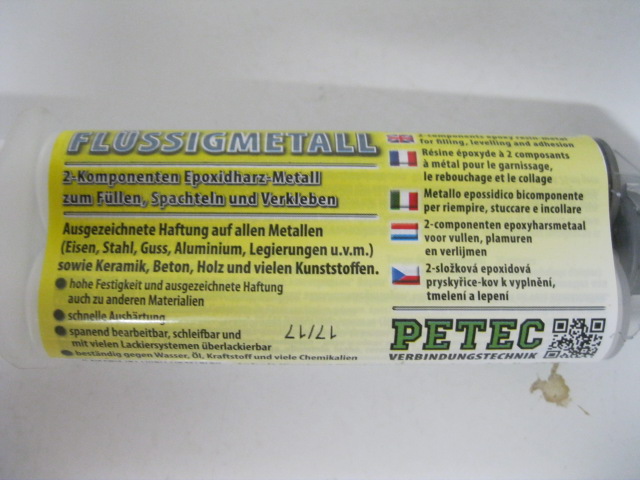 FLÜSSIGMETALL
2-Komponenten Epoxidharz-Metall
zum Füllen, Spachteln und Verkleben
Ausgezeichnete Haftung auf allen Metallen
(Eisen, Stahl, Guss, Aluminium, Legierungen u.v.m.)
sowie Keramik, Beton, Holz und vielen Kunststoffen.
● hohe Festigkeit und ausgezeichnete Haftung
auch zu anderen Materialien
● schnelle Aushärtung
● spanend bearbeitbar, schleifbar und
mit vielen Lackiersystemen überlackierbar
● beständig gegen Wasser, Öl, Kraftstoff und viele Chemikalien
17/17
2-components epoxy resin-metal
for filling, levelling and adhesion
Résine époxyde à 2 composants
à métal pour le garnissage,
le rebouchage et le collage
Metallo epossidico bicomponente
per riempire, stuccare e incollare
2-componenten epoxyharsmetaal
voor vullen, plamuren
en verlijmen
2-složková epoxidová
pryskyřice-kov k vyplnění,
tmelení a lepení
PETEC
VERBINDUNGSTECHNIK